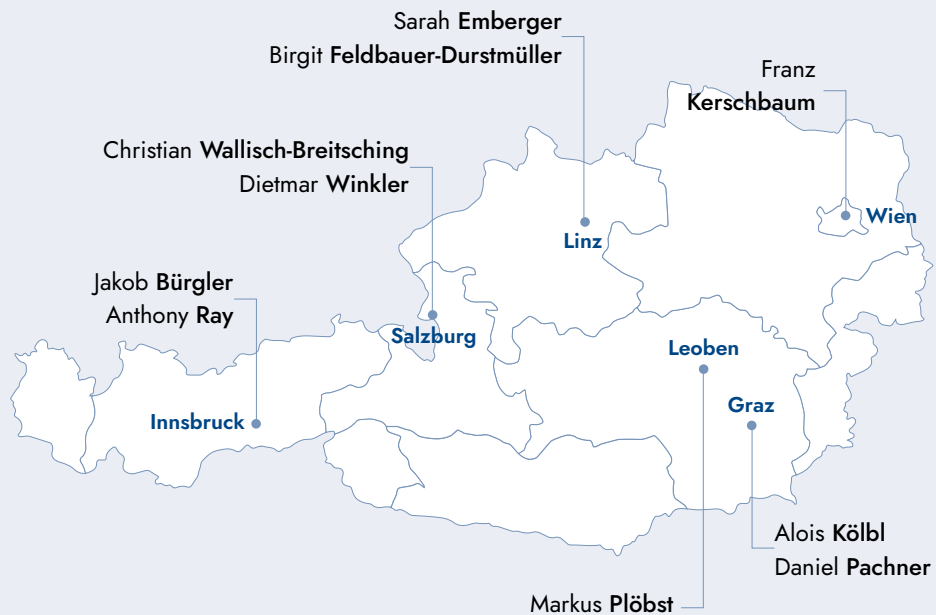 Sarah Emberger
Birgit Feldbauer-Durstmüller
Franz
Kerschbaum
Christian Wallisch-Breitsching
Dietmar Winkler
Wien
Linz
Jakob Bürgler
Anthony Ray
Salzburg
Leoben
Graz
Innsbruck
Alois Kölbl
Daniel Pachner
Markus Plöbst